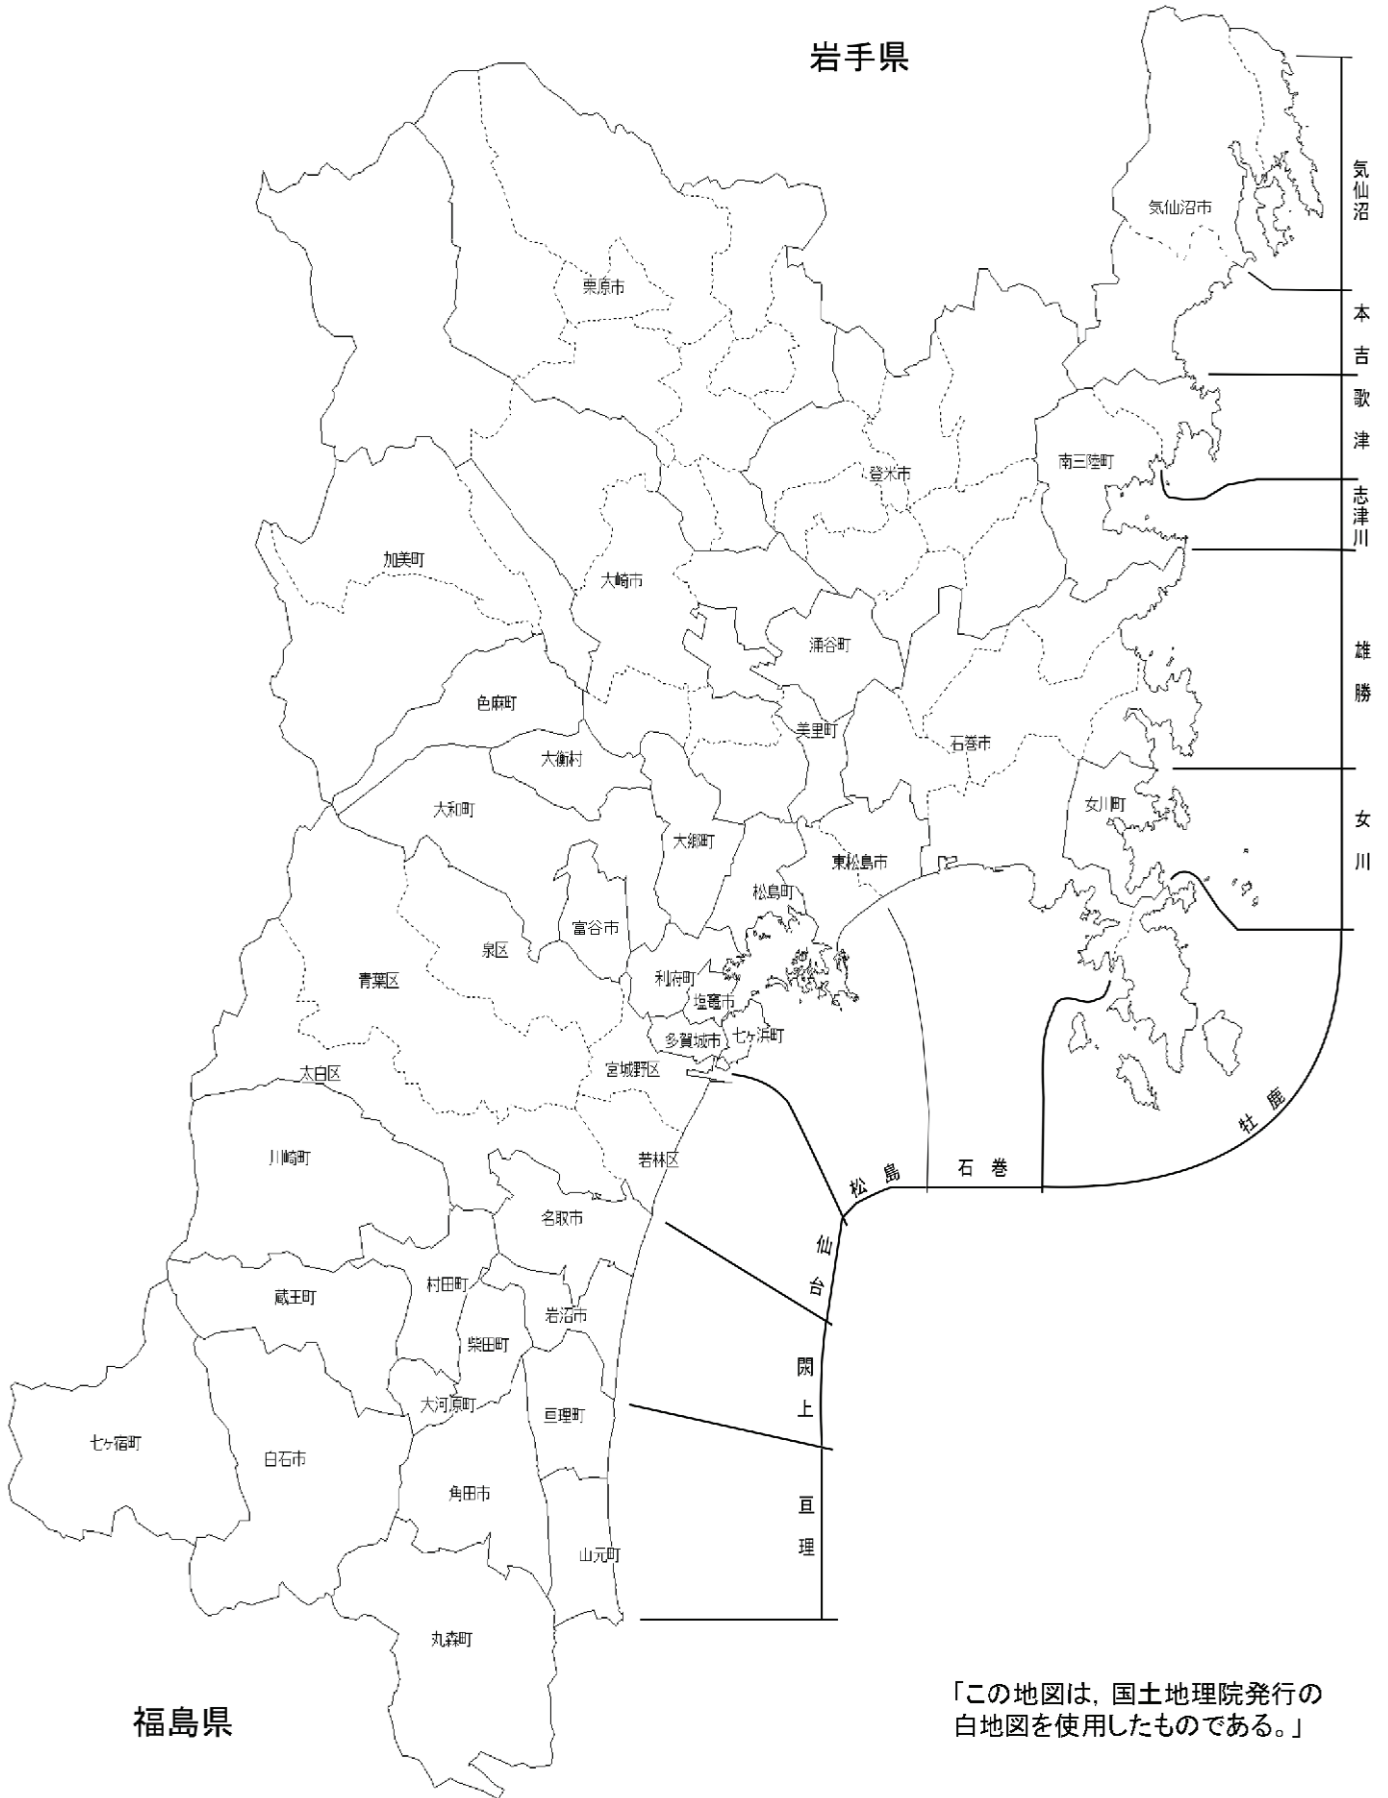 岩手県
気仙沼
気仙沼市
栗原市
本吉
歌津
南三陸町
登米市
志津川
加美町
大崎市
涌谷町
雄勝
色麻町
美里町
石巻市
大衡村
大和町
女川町
女川
大郷町
東松島市
松島町
富谷市
泉区
青葉区
利府町
塩竈市
七ヶ浜町
多賀城市
宮城野区
太白区
牡鹿
川崎町
若林区
石巻
松島
名取市
仙台
村田町
蔵王町
岩沼市
柴田町
閖上
大河原町
亘理町
七ヶ宿町
白石市
角田市
亘理
山元町
丸森町
福島県
「この地図は，国土地理院発行の
白地図を使用したものである。」